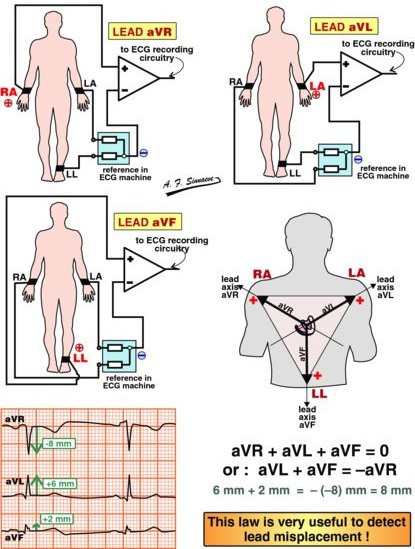 LEAD aVR
to ECG recording
circuitry
RA
LA
LL
reference in
ECG machine
LEAD aVL
to ECG recording
circuitry
RA
LA
LL
reference in
ECG machine
A. F. Sinnaeve
LEAD aVF
to ECG recording
circuitry
RA
LA
LL
reference in
ECG machine
RA
LA
lead
axis
aVR
lead
axis
aVL
aVR
aVL
aVF
LL
lead
axis
aVF
aVR
-8 mm
aVL
+6 mm
+2 mm
aVF
aVR + aVL + aVF = 0
or : aVL + aVF = –aVR
6 mm + 2 mm = – (–8) mm = 8 mm
This law is very useful to detect
lead misplacement !